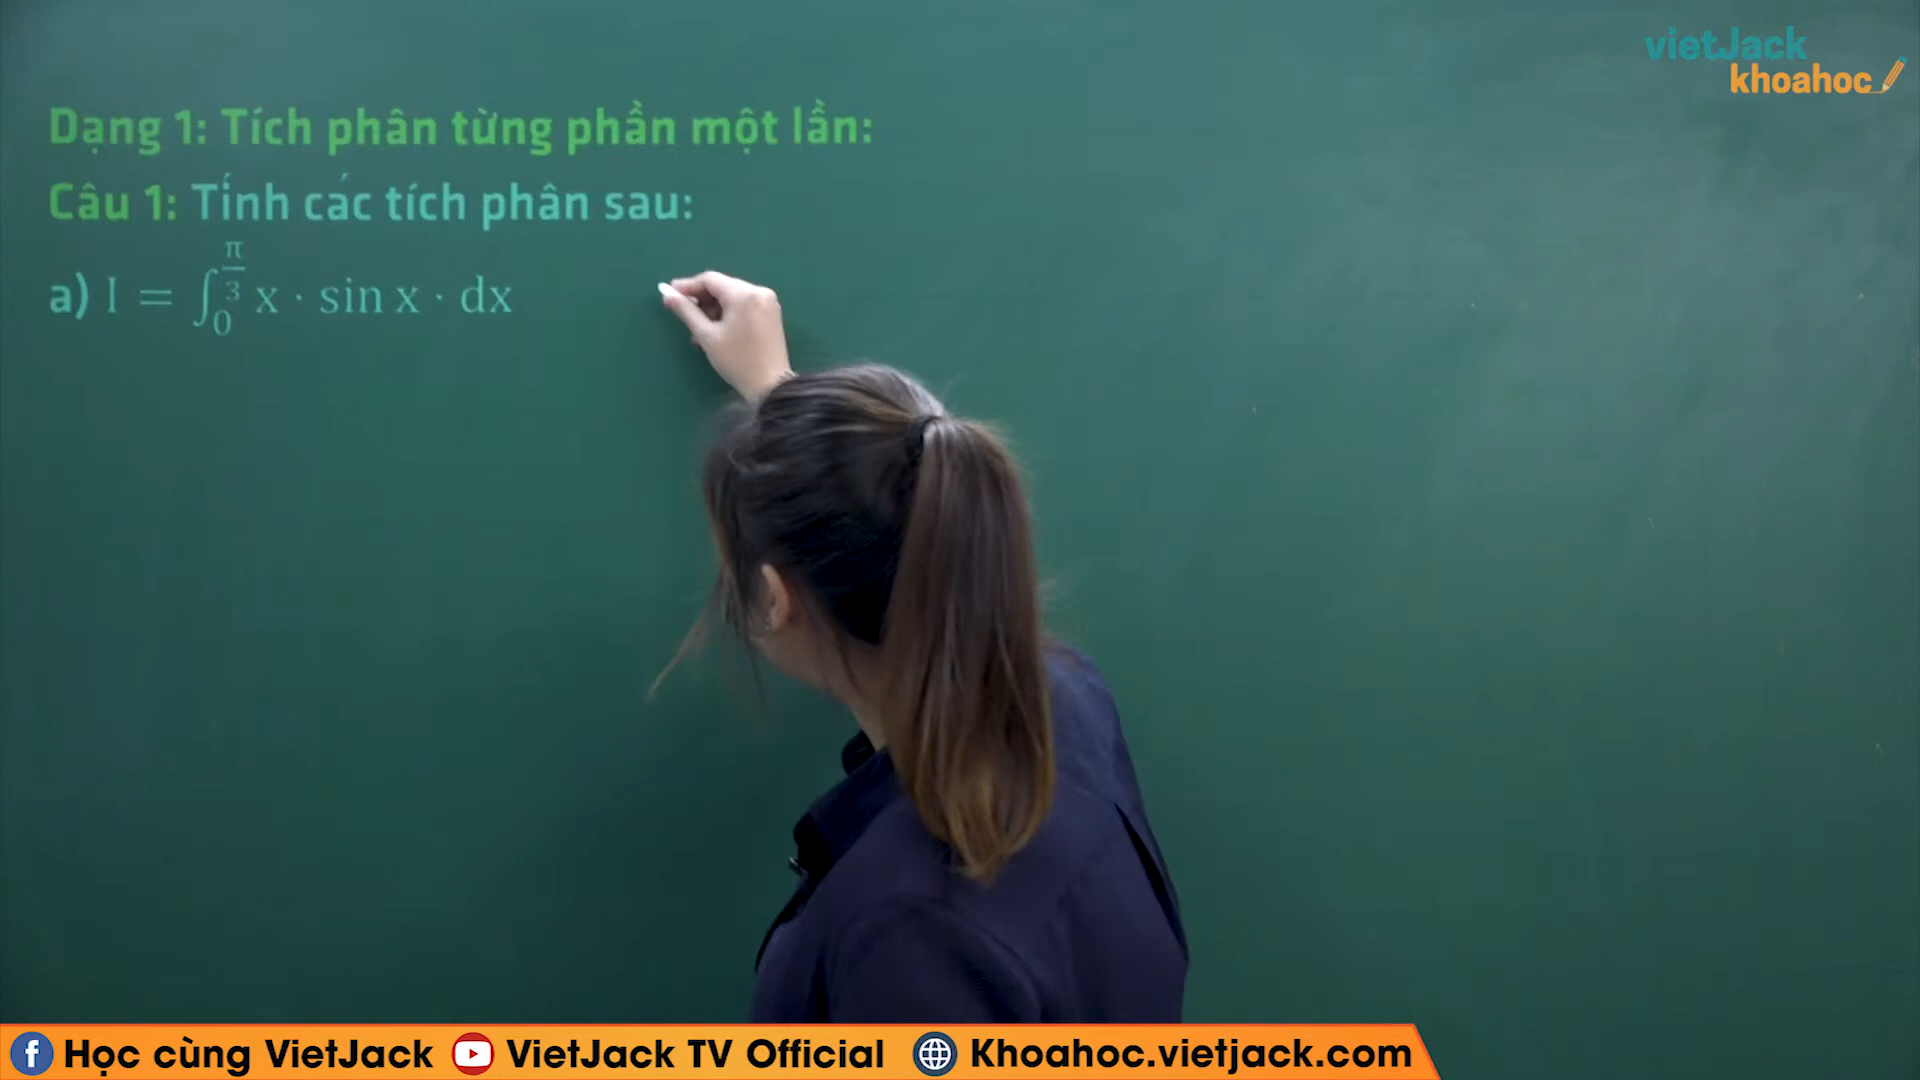 vietJack
khoahoc
Dạng 1: Tích phân từng phần một lần:
Câu 1: Tính các tích phân sau:
a) I = ∫₀^(π/3) x · sin x · dx
Học cùng VietJack VietJack TV Official Khoahoc.vietjack.com